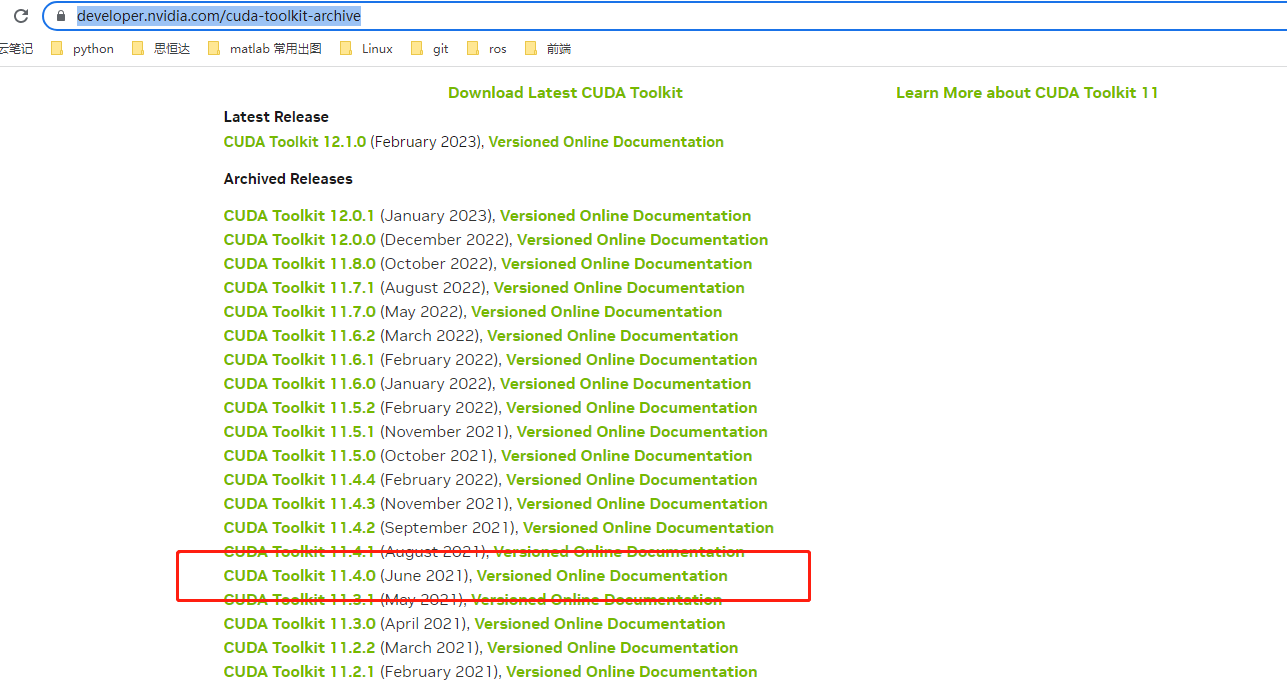 developer.nvidia.com/cuda-toolkit-archive
云笔记 python 思恒达 matlab 常用出图 Linux git ros 前端
Download Latest CUDA Toolkit Learn More about CUDA Toolkit 11
Latest Release
CUDA Toolkit 12.1.0 (February 2023), Versioned Online Documentation
Archived Releases
CUDA Toolkit 12.0.1 (January 2023), Versioned Online Documentation
CUDA Toolkit 12.0.0 (December 2022), Versioned Online Documentation
CUDA Toolkit 11.8.0 (October 2022), Versioned Online Documentation
CUDA Toolkit 11.7.1 (August 2022), Versioned Online Documentation
CUDA Toolkit 11.7.0 (May 2022), Versioned Online Documentation
CUDA Toolkit 11.6.2 (March 2022), Versioned Online Documentation
CUDA Toolkit 11.6.1 (February 2022), Versioned Online Documentation
CUDA Toolkit 11.6.0 (January 2022), Versioned Online Documentation
CUDA Toolkit 11.5.2 (February 2022), Versioned Online Documentation
CUDA Toolkit 11.5.1 (November 2021), Versioned Online Documentation
CUDA Toolkit 11.5.0 (October 2021), Versioned Online Documentation
CUDA Toolkit 11.4.4 (February 2022), Versioned Online Documentation
CUDA Toolkit 11.4.3 (November 2021), Versioned Online Documentation
CUDA Toolkit 11.4.2 (September 2021), Versioned Online Documentation
CUDA Toolkit 11.4.1 (August 2021), Versioned Online Documentation
CUDA Toolkit 11.4.0 (June 2021), Versioned Online Documentation
CUDA Toolkit 11.3.1 (May 2021), Versioned Online Documentation
CUDA Toolkit 11.3.0 (April 2021), Versioned Online Documentation
CUDA Toolkit 11.2.2 (March 2021), Versioned Online Documentation
CUDA Toolkit 11.2.1 (February 2021), Versioned Online Documentation